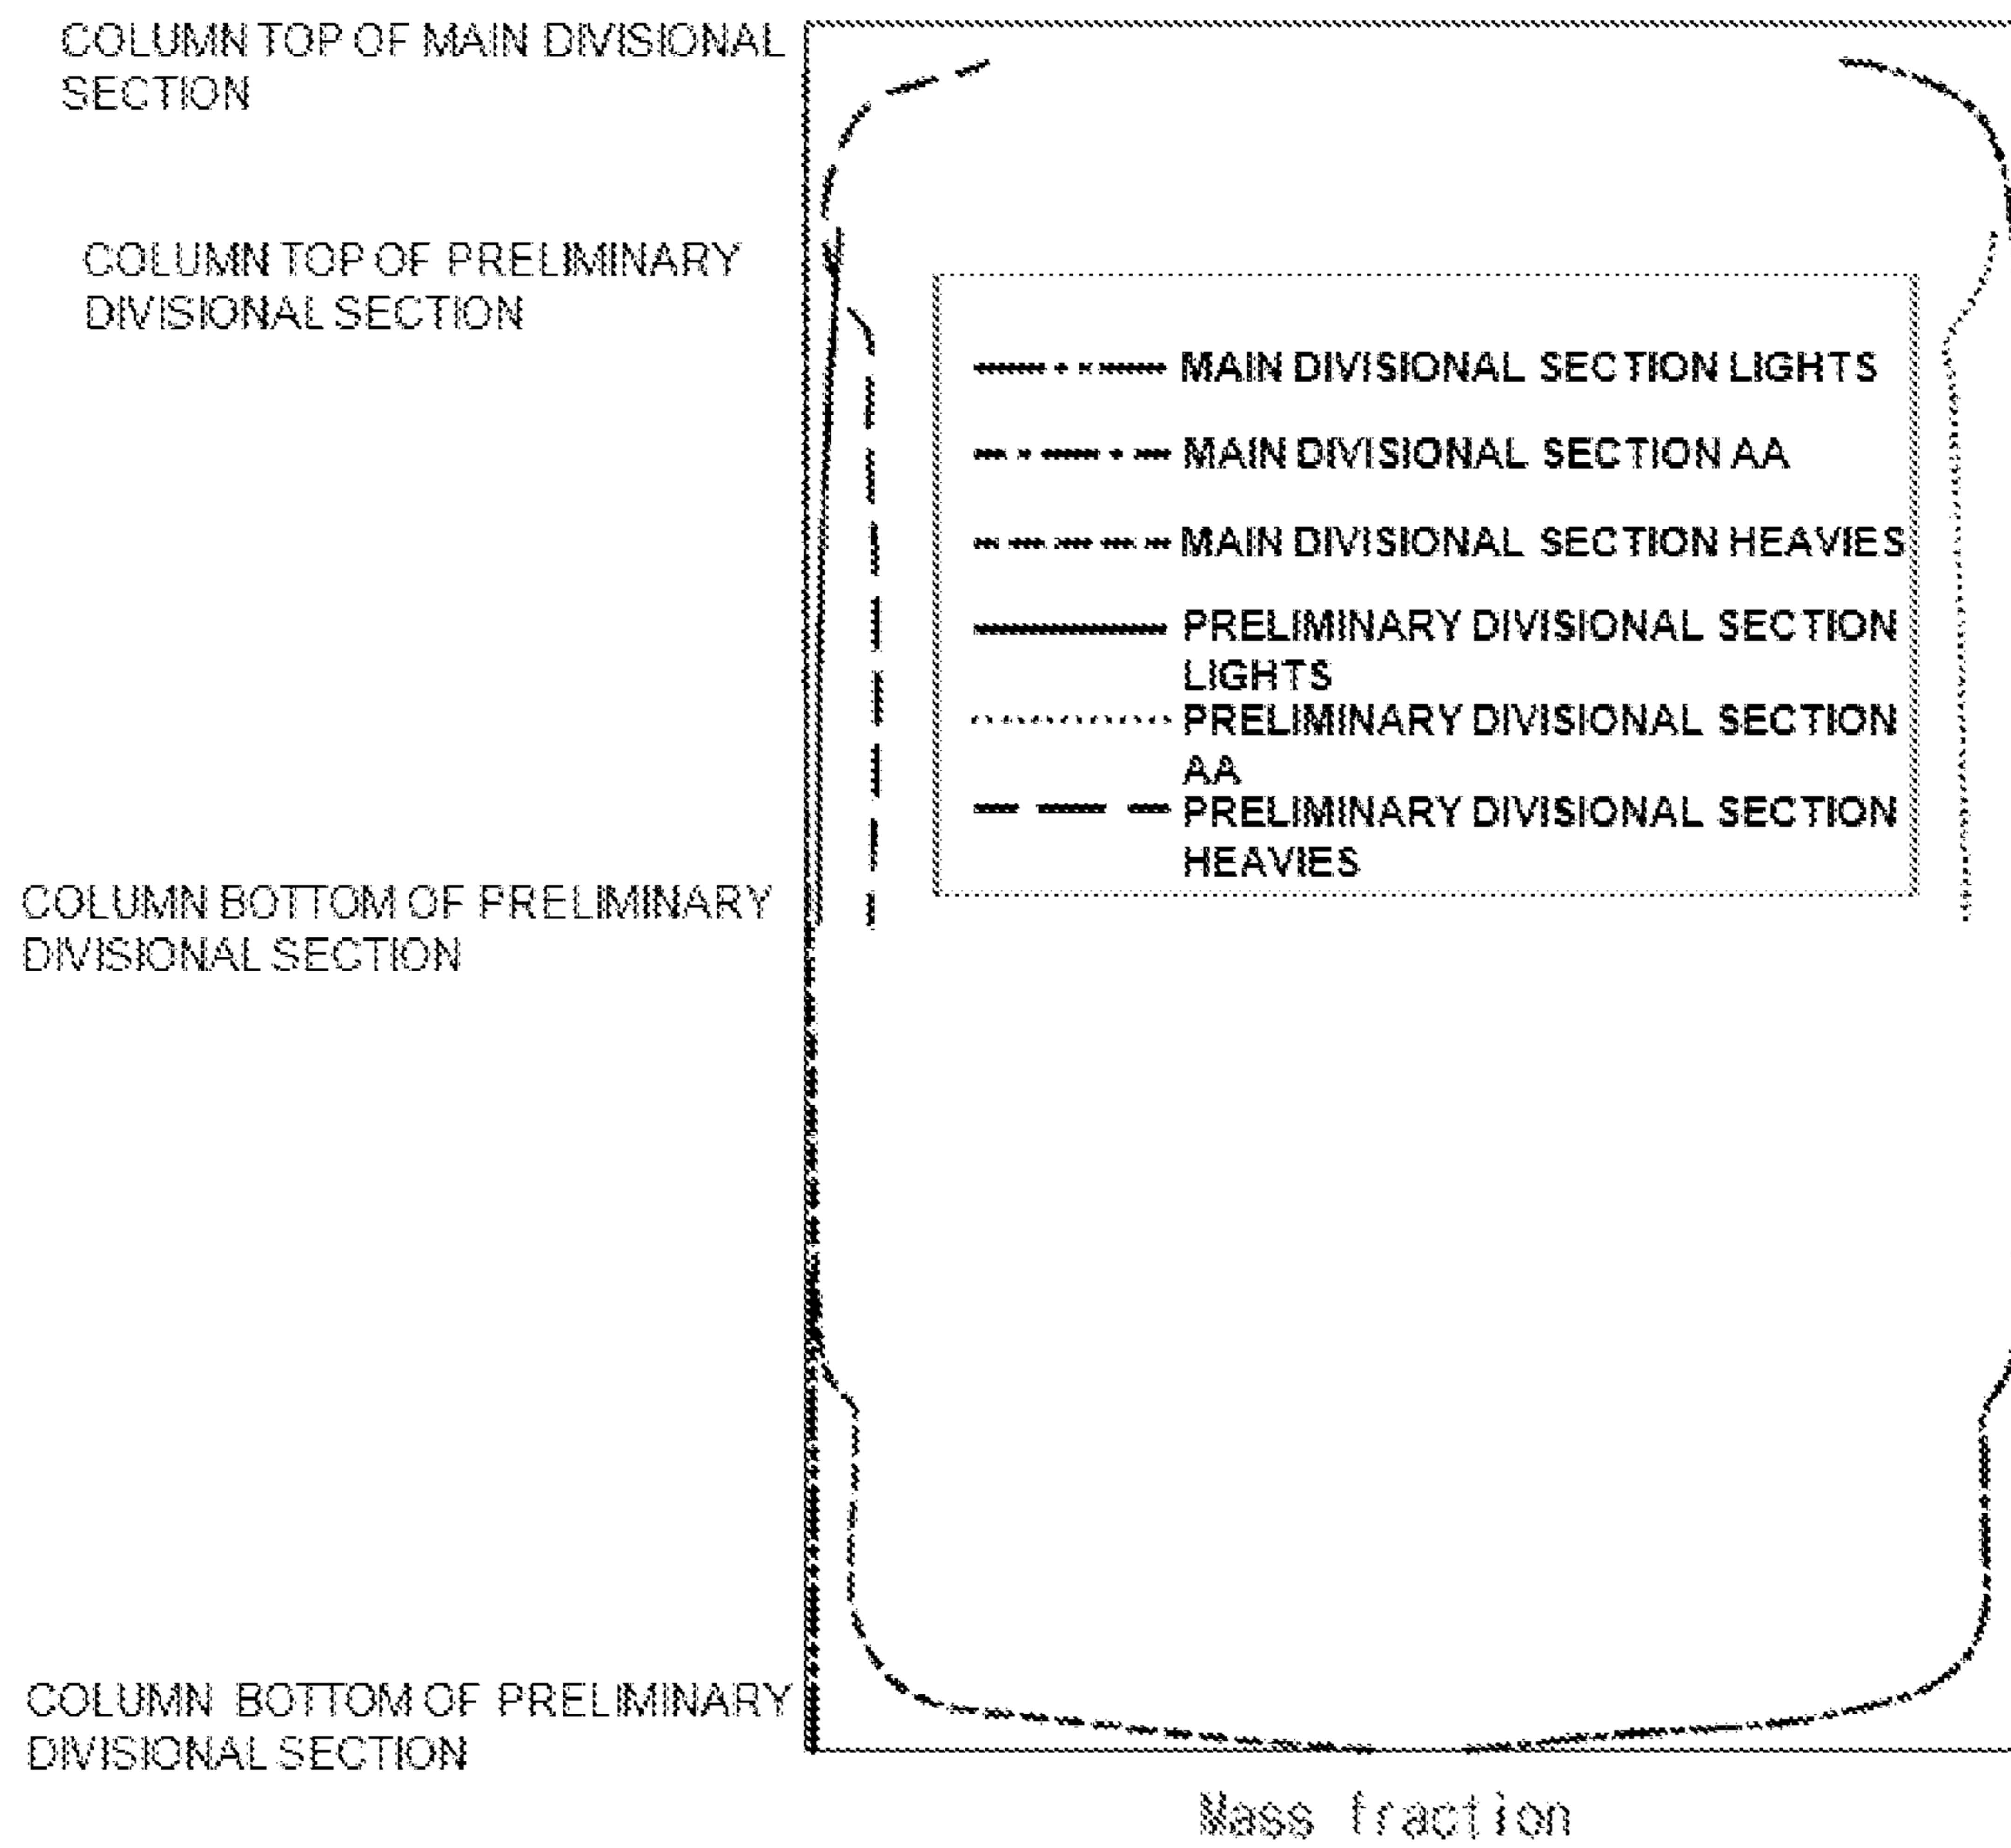 COLUMN TOP OF MAIN DIVISIONAL
SECTION
COLUMN TOP OF PRELIMINARY
DIVISIONAL SECTION
MAIN DIVISIONAL SECTION LIGHTS
MAIN DIVISIONAL SECTION AA
MAIN DIVISIONAL SECTION HEAVIES
PRELIMINARY DIVISIONAL SECTION
LIGHTS
PRELIMINARY DIVISIONAL SECTION
AA
PRELIMINARY DIVISIONAL SECTION
HEAVIES
COLUMN BOTTOM OF PRELIMINARY
DIVISIONAL SECTION
COLUMN BOTTOM OF PRELIMINARY
DIVISIONAL SECTION
Mass fraction